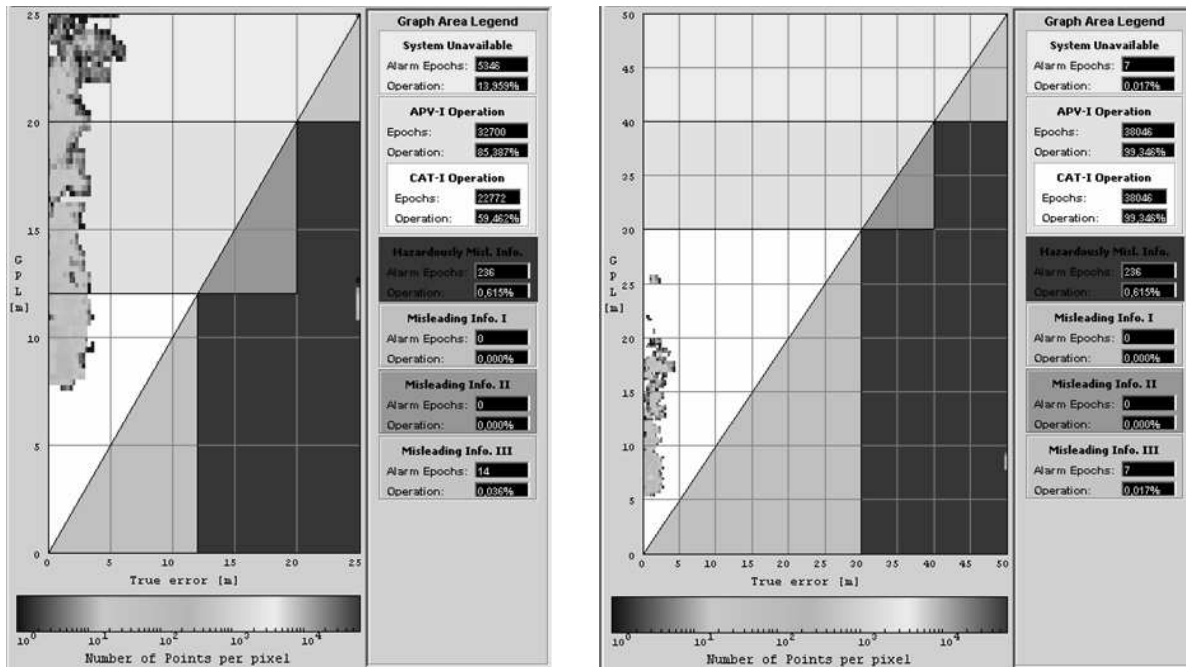 Graph Area Legend
System Unavailable
Alarm Epochs: 5346
Operation: 13,959%
APV-I Operation
Epochs: 32700
Operation: 85,387%
CAT-I Operation
Epochs: 22772
Operation: 59,462%
Hazardously Misl. Info.
Alarm Epochs: 236
Operation: 0,615%
Misleading Info. I
Alarm Epochs: 0
Operation: 0,000%
Misleading Info. II
Alarm Epochs: 0
Operation: 0,000%
Misleading Info. III
Alarm Epochs: 14
Operation: 0,036%
25
20
15
10
5
0
GPL
[m]
0 5 10 15 20 25
True error [m]
10^0 10^1 10^2 10^3 10^4
Number of Points per pixel
Graph Area Legend
System Unavailable
Alarm Epochs: 7
Operation: 0,017%
APV-I Operation
Epochs: 38046
Operation: 99,346%
CAT-I Operation
Epochs: 38046
Operation: 99,346%
Hazardously Misl. Info.
Alarm Epochs: 236
Operation: 0,615%
Misleading Info. I
Alarm Epochs: 0
Operation: 0,000%
Misleading Info. II
Alarm Epochs: 0
Operation: 0,000%
Misleading Info. III
Alarm Epochs: 7
Operation: 0,017%
50
45
40
35
30
25
20
15
10
5
0
GPL
[m]
0 5 10 15 20 25 30 35 40 45 50
True error [m]
10^0 10^1 10^2 10^3 10^4
Number of Points per pixel